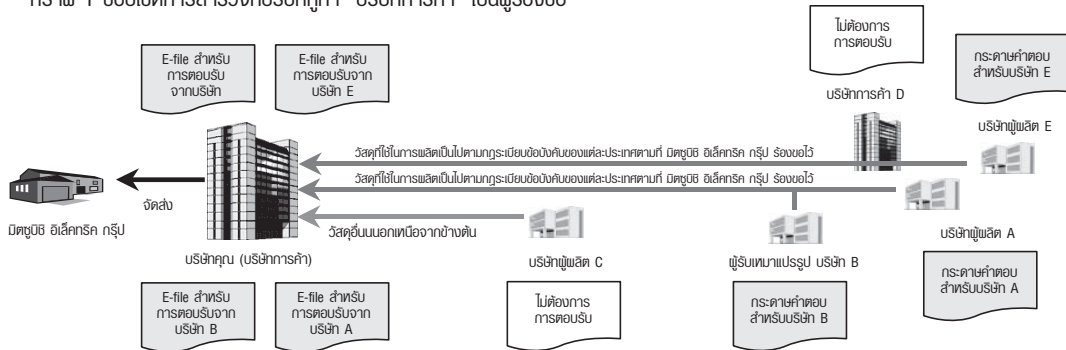 กราฟ 1 ขอบเขตการสำรวจกับบริษัทคู่ค้า "บริษัทการค้า" เป็นผู้รับจ้าง
E-file สำหรับ
การตอบรับ
จากบริษัท
E-file สำหรับ
การตอบรับจาก
บริษัท E
ไม่ต้องการ
การตอบรับ
บริษัทการค้า D
กระดาษคำตอบ
สำหรับบริษัท E
บริษัทผู้ผลิต E
วัสดุที่ใช้ในการผลิตเป็นไปตามกฎระเบียบข้อบังคับของแต่ละประเทศตามที่ มิตซูบิชิ อิเล็คทริค กรุ๊ป ร้องขอไว้
วัสดุที่ใช้ในการผลิตเป็นไปตามกฎระเบียบข้อบังคับของแต่ละประเทศตามที่ มิตซูบิชิ อิเล็คทริค กรุ๊ป ร้องขอไว้
จัดส่ง
มิตซูบิชิ อิเล็คทริค กรุ๊ป
วัสดุอื่นนนอกเหนือจากข้างต้น
บริษัทคุณ (บริษัทการค้า)
บริษัทผู้ผลิต C
ผู้รับเหมาแปรรูป บริษัท B
บริษัทผู้ผลิต A
E-file สำหรับ
การตอบรับจาก
บริษัท B
E-file สำหรับ
การตอบรับจาก
บริษัท A
ไม่ต้องการ
การตอบรับ
กระดาษคำตอบ
สำหรับบริษัท B
กระดาษคำตอบ
สำหรับบริษัท A